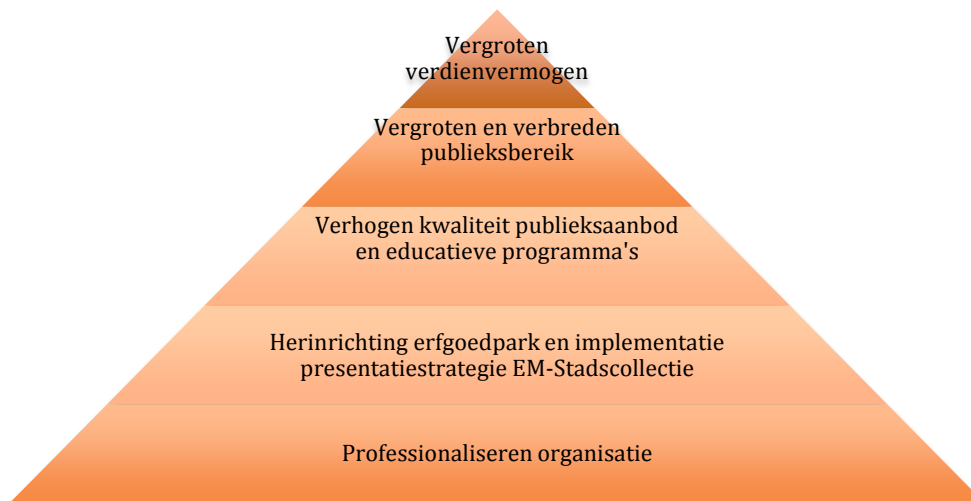 Vergroten
verdienvermogen
Vergroten en verbreden
publieksbereik
Verhogen kwaliteit publieksaanbod
en educatieve programma's
Herinrichting erfgoedpark en implementatie
presentatiestrategie EM-Stadscollectie
Professionaliseren organisatie